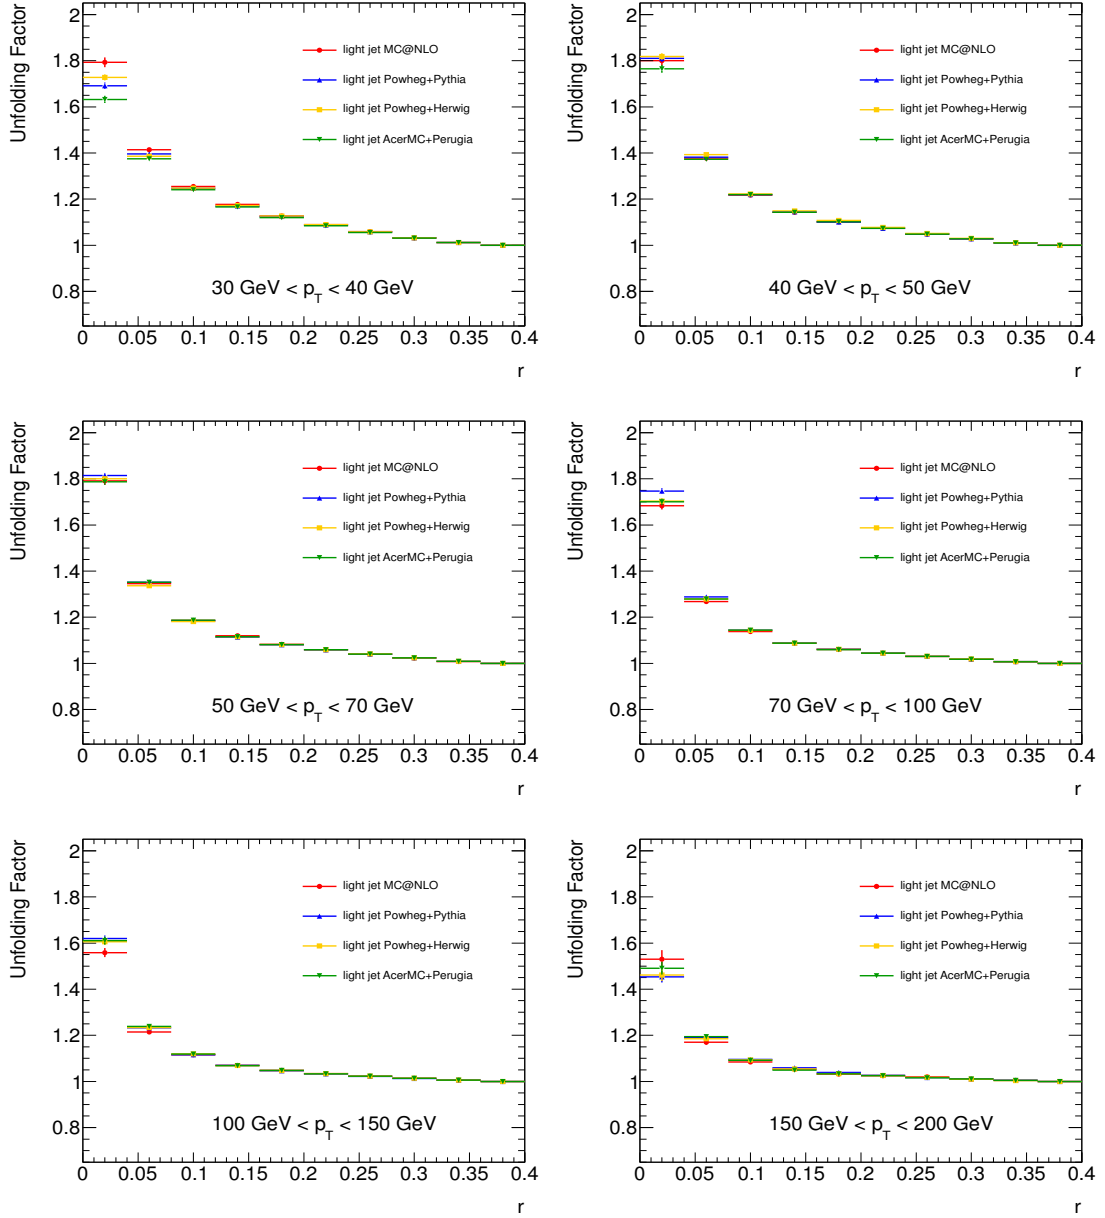 Unfolding Factor
2
1.8
1.6
1.4
1.2
1
0.8
light jet MC@NLO
light jet Powheg+Pythia
light jet Powheg+Herwig
light jet AcerMC+Perugia
30 GeV < p_T < 40 GeV
0 0.05 0.1 0.15 0.2 0.25 0.3 0.35 0.4
r
Unfolding Factor
2
1.8
1.6
1.4
1.2
1
0.8
light jet MC@NLO
light jet Powheg+Pythia
light jet Powheg+Herwig
light jet AcerMC+Perugia
40 GeV < p_T < 50 GeV
0 0.05 0.1 0.15 0.2 0.25 0.3 0.35 0.4
r
Unfolding Factor
2
1.8
1.6
1.4
1.2
1
0.8
light jet MC@NLO
light jet Powheg+Pythia
light jet Powheg+Herwig
light jet AcerMC+Perugia
50 GeV < p_T < 70 GeV
0 0.05 0.1 0.15 0.2 0.25 0.3 0.35 0.4
r
Unfolding Factor
2
1.8
1.6
1.4
1.2
1
0.8
light jet MC@NLO
light jet Powheg+Pythia
light jet Powheg+Herwig
light jet AcerMC+Perugia
70 GeV < p_T < 100 GeV
0 0.05 0.1 0.15 0.2 0.25 0.3 0.35 0.4
r
Unfolding Factor
2
1.8
1.6
1.4
1.2
1
0.8
light jet MC@NLO
light jet Powheg+Pythia
light jet Powheg+Herwig
light jet AcerMC+Perugia
100 GeV < p_T < 150 GeV
0 0.05 0.1 0.15 0.2 0.25 0.3 0.35 0.4
r
Unfolding Factor
2
1.8
1.6
1.4
1.2
1
0.8
light jet MC@NLO
light jet Powheg+Pythia
light jet Powheg+Herwig
light jet AcerMC+Perugia
150 GeV < p_T < 200 GeV
0 0.05 0.1 0.15 0.2 0.25 0.3 0.35 0.4
r